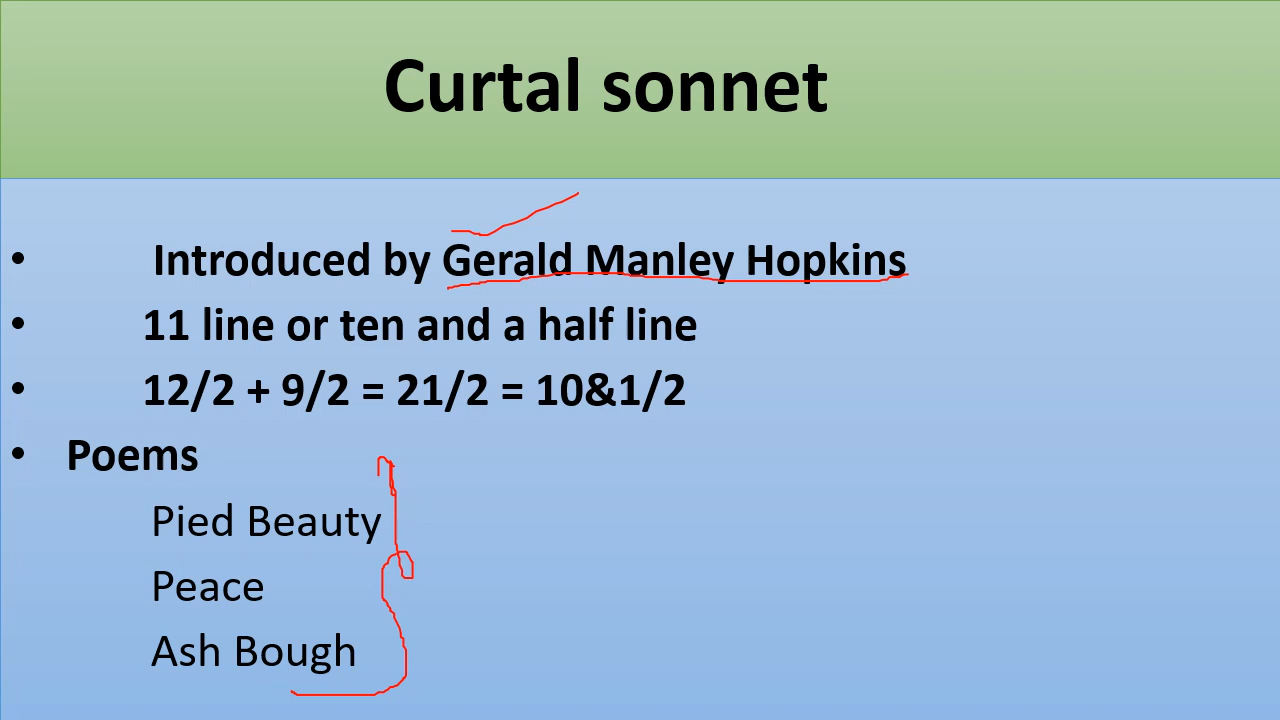 Curtal sonnet
• Introduced by Gerald Manley Hopkins
• 11 line or ten and a half line
• 12/2 + 9/2 = 21/2 = 10&1/2
• Poems
Pied Beauty
Peace
Ash Bough